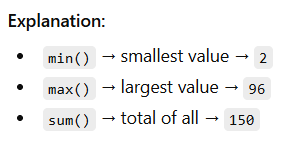 Explanation:
• min() → smallest value → 2
• max() → largest value → 96
• sum() → total of all → 150